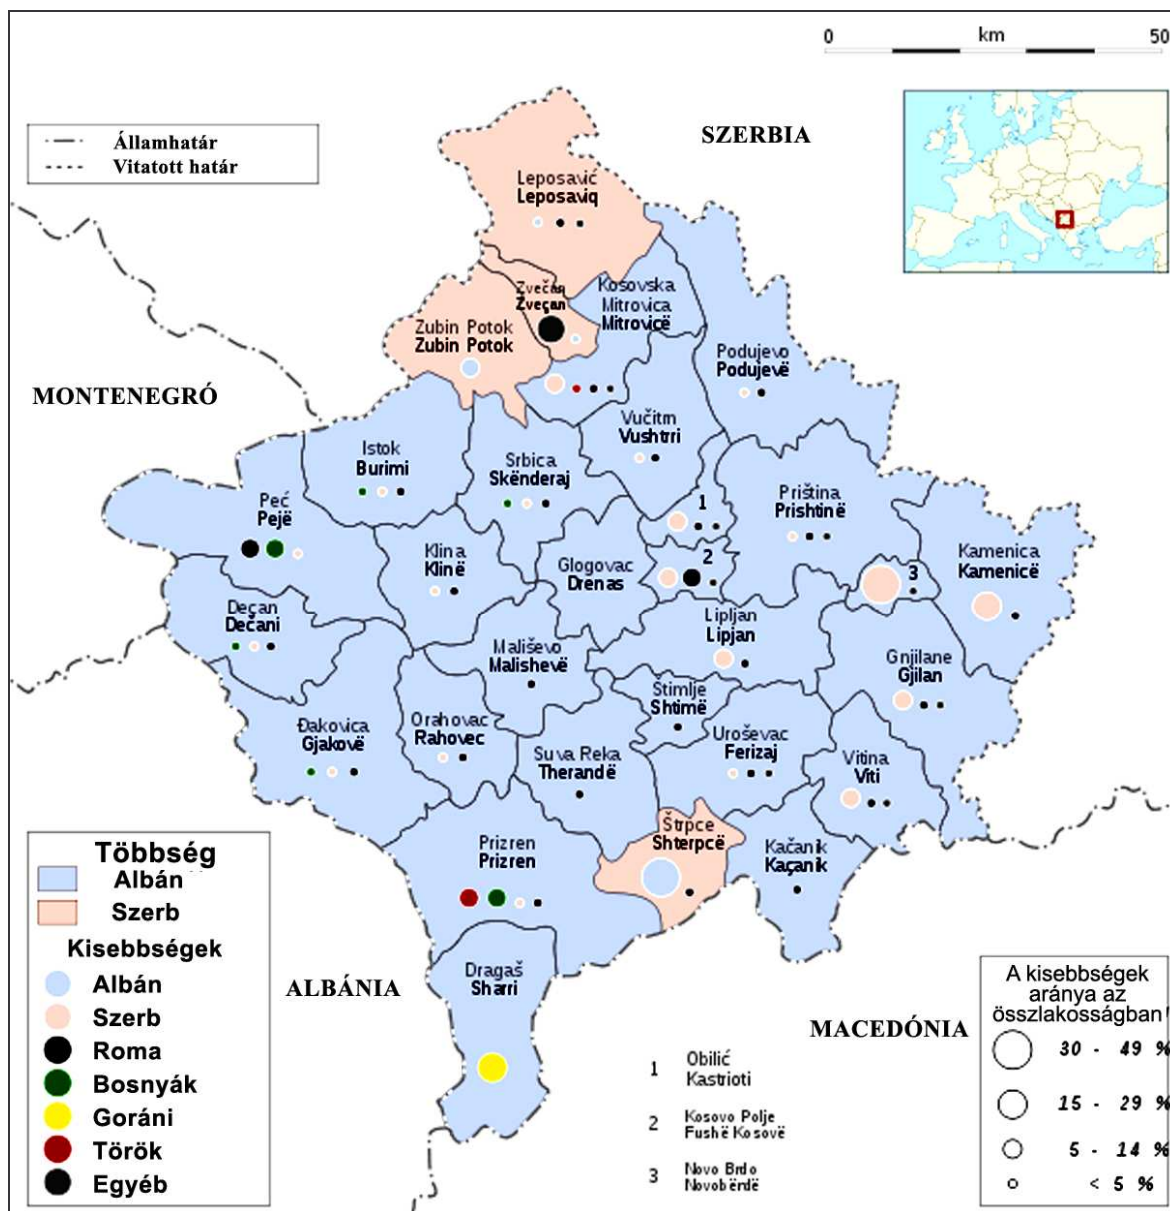 0 km 50
SZERBIA
Államhatár
Vitatott határ
Leposavić
Leposaviq
Zvečan
Zveçan
Kosovska
Mitrovica
Mitrovicë
Zubin Potok
Zubin Potok
MONTENEGRÓ
Podujevo
Podujevë
Vučitrn
Vushtrri
Istok
Burimi
Srbica
Skënderaj
Peć
Pejë
Priština
Prishtinë
1
2
3
Kamenica
Kamenicë
Klina
Klinë
Glogovac
Drenas
Deçan
Dečani
Lipljan
Lipjan
Mališevo
Malishevë
Gnjilane
Gjilan
Štimlje
Shtimë
Đakovica
Gjakovë
Orahovac
Rahovec
Suva Reka
Therandë
Uroševac
Ferizaj
Vitina
Viti
Štrpce
Shterpcë
Kačanik
Kaçanik
Prizren
Prizren
Dragaš
Sharri
ALBÁNIA
MACEDÓNIA
Többség
Albán
Szerb
Kisebbségek
Albán
Szerb
Roma
Bosnyák
Goráni
Török
Egyéb
1 Obilić
Kastrioti
2 Kosovo Polje
Fushë Kosovë
3 Novo Brdo
Novobërdë
A kisebbségek
aránya az
összlakosságban
30 - 49 %
15 - 29 %
5 - 14 %
< 5 %